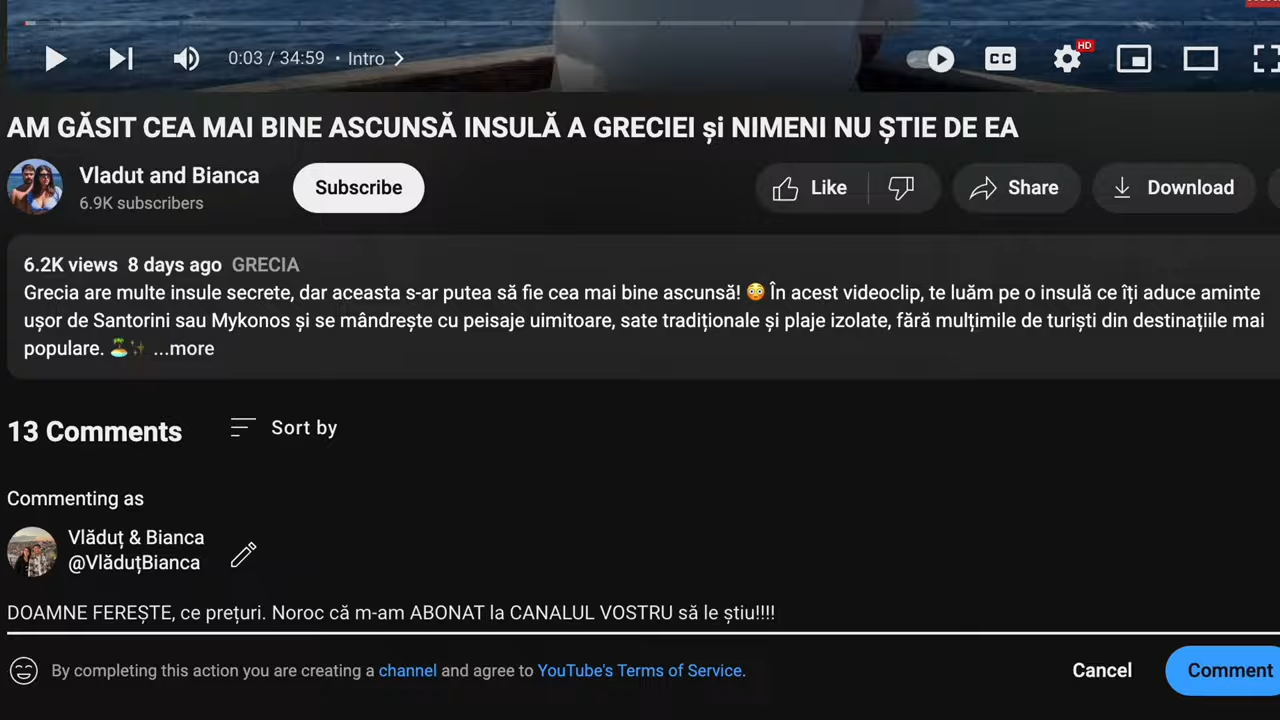 0:03 / 34:59 • Intro
CC
HD
AM GĂSIT CEA MAI BINE ASCUNSĂ INSULĂ A GRECIEI și NIMENI NU ȘTIE DE EA
Vladut and Bianca
6.9K subscribers
Subscribe
Like
Share
Download
6.2K views 8 days ago GRECIA
Grecia are multe insule secrete, dar aceasta s-ar putea să fie cea mai bine ascunsă! 😳 În acest videoclip, te luăm pe o insulă ce îți aduce aminte
ușor de Santorini sau Mykonos și se mândrește cu peisaje uimitoare, sate tradiționale și plaje izolate, fără mulțimile de turiști din destinațiile mai
populare. 🏝️✨ ...more
13 Comments
Sort by
Commenting as
Vlăduț & Bianca
@VlăduțBianca
DOAMNE FEREȘTE, ce prețuri. Noroc că m-am ABONAT la CANALUL VOSTRU să le știu!!!!
By completing this action you are creating a channel and agree to YouTube's Terms of Service.
Cancel
Comment